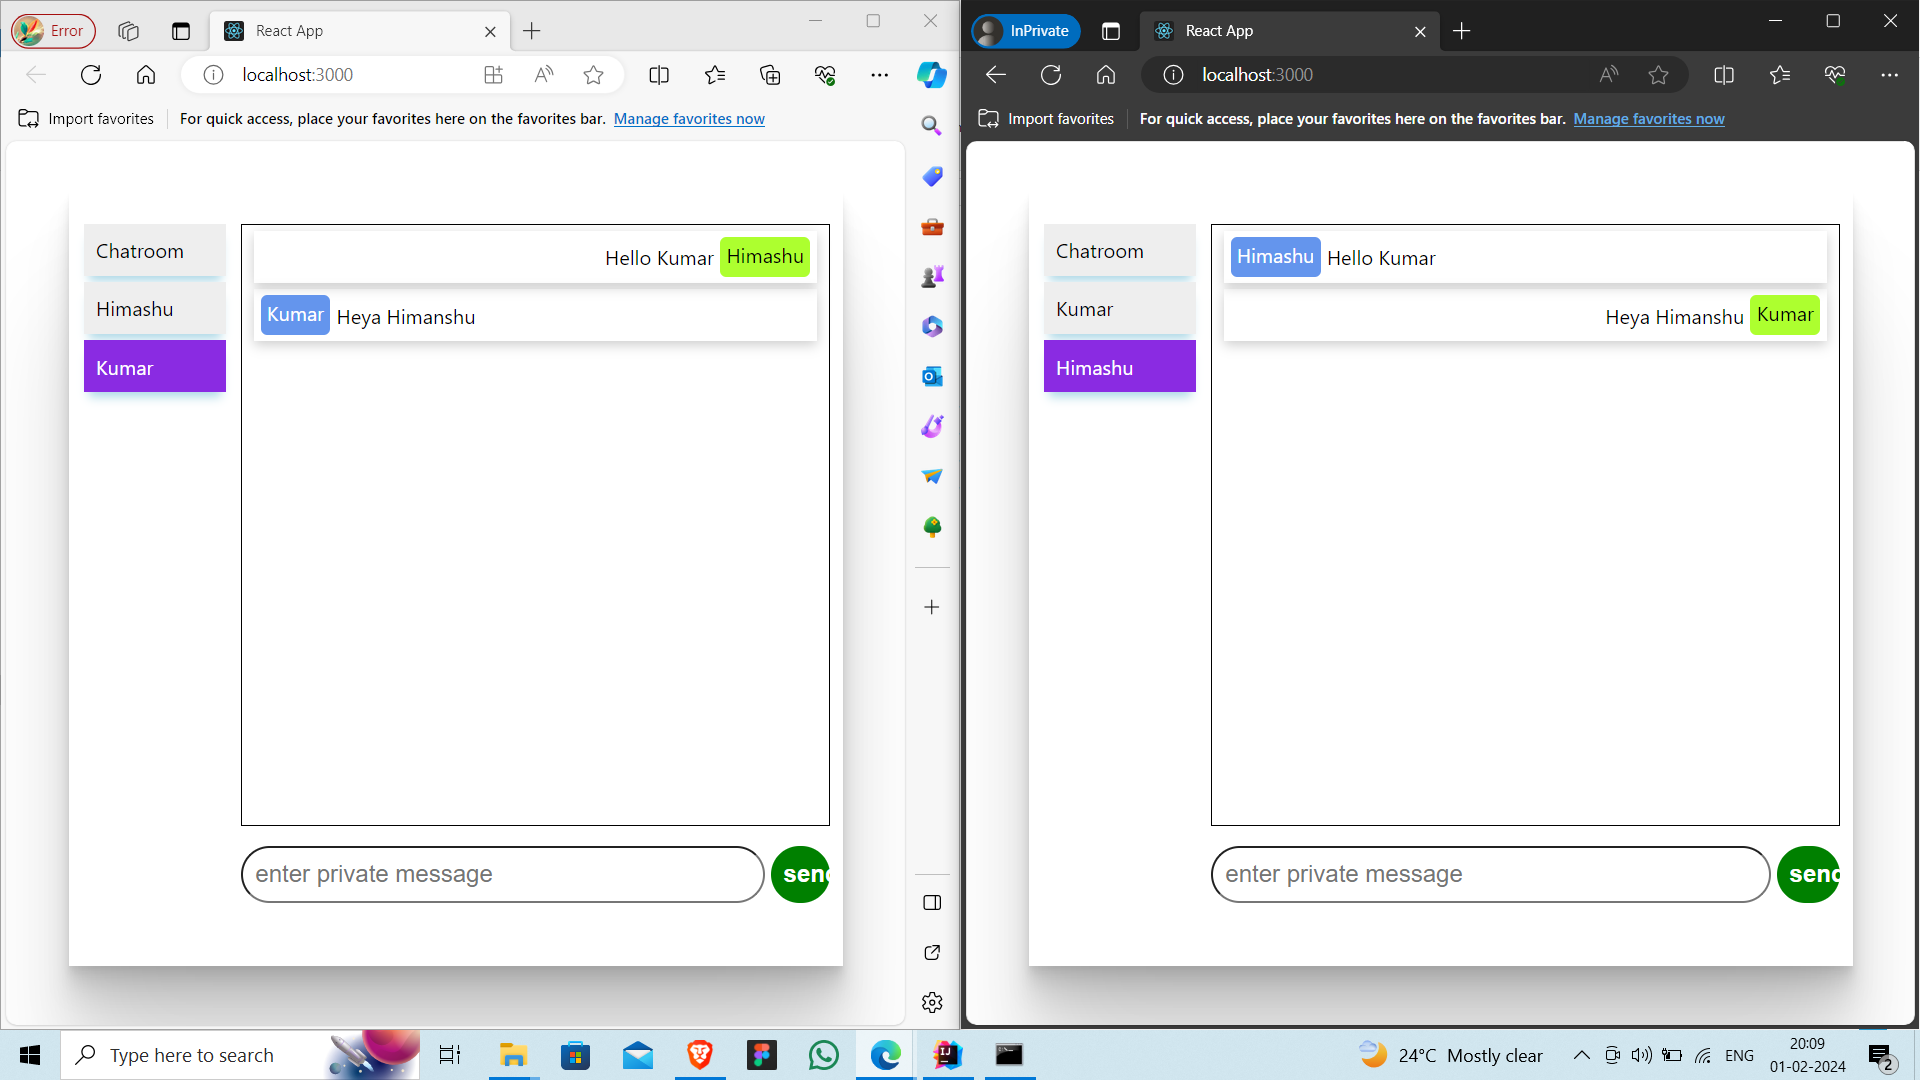 Error
React App
localhost:3000
Import favorites
For quick access, place your favorites here on the favorites bar. Manage favorites now
Chatroom
Himashu
Kumar
Hello Kumar Himashu
Kumar Heya Himanshu
enter private message
send
InPrivate
React App
localhost:3000
Import favorites
For quick access, place your favorites here on the favorites bar. Manage favorites now
Chatroom
Kumar
Himashu
Himashu Hello Kumar
Heya Himanshu Kumar
enter private message
send
Type here to search
24°C Mostly clear
ENG
20:09
01-02-2024
2